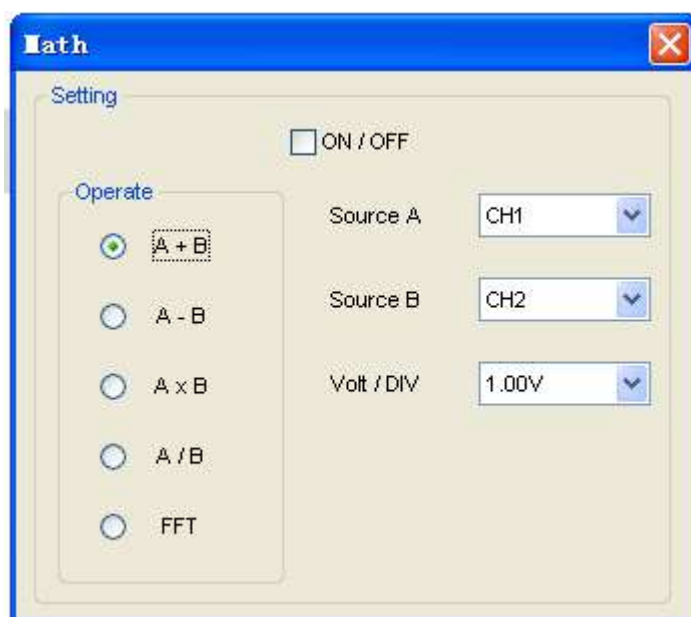 Math
Setting
ON / OFF
Operate
A + B
A - B
A x B
A / B
FFT
Source A CH1
Source B CH2
Volt / DIV 1.00V